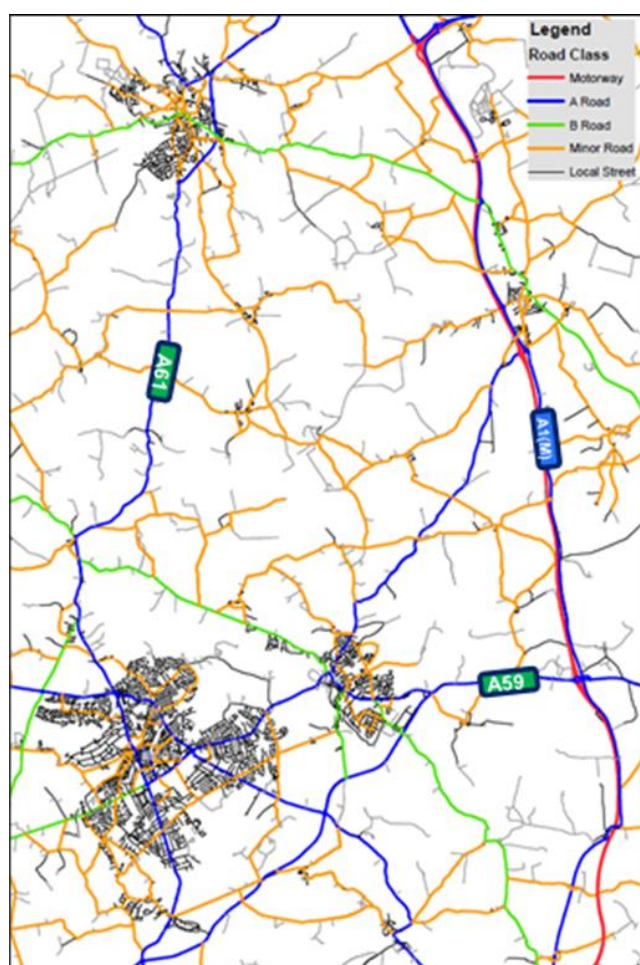 Legend
Road Class
Motorway
A Road
B Road
Minor Road
Local Street
A61
A1(M)
A59